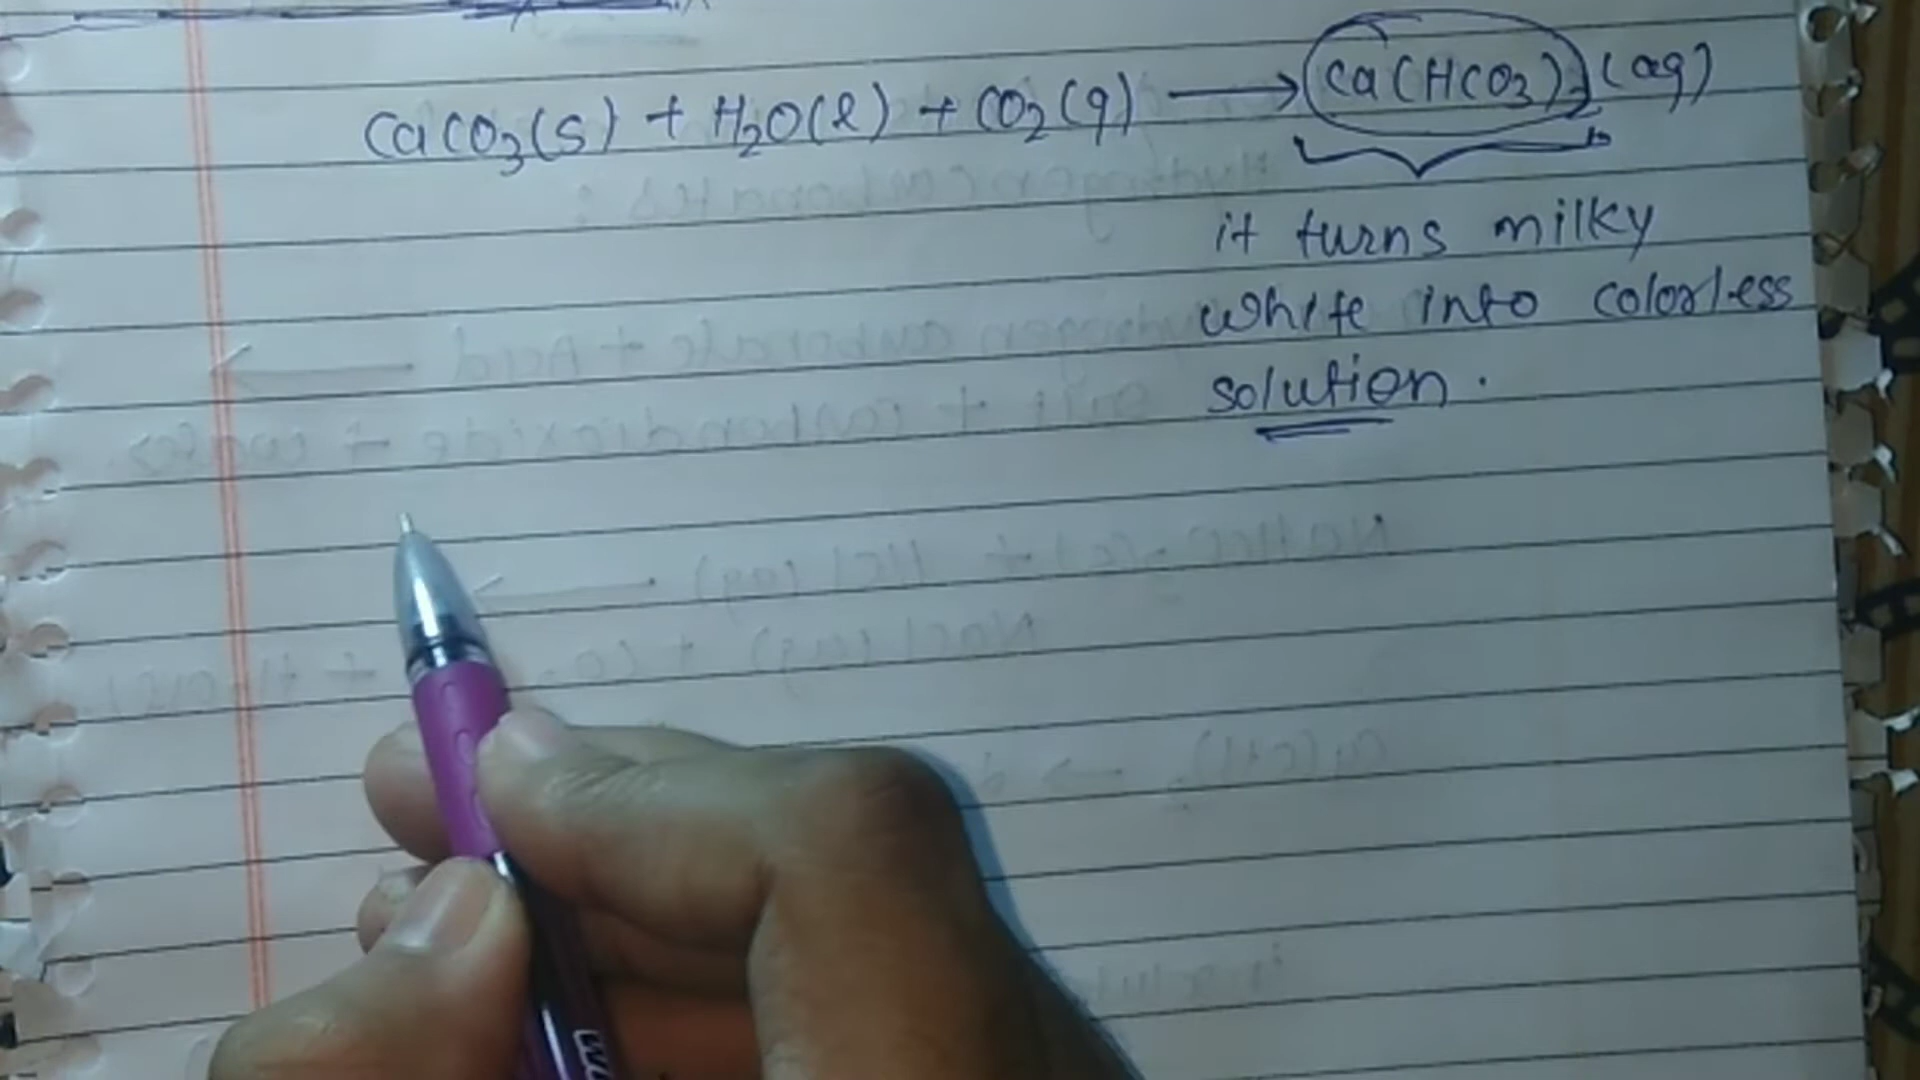 CaCO3(s) + H2O(l) + CO2(g) ⟶ Ca(HCO3)2 (aq)
it turns milky
white into colorless
solution.